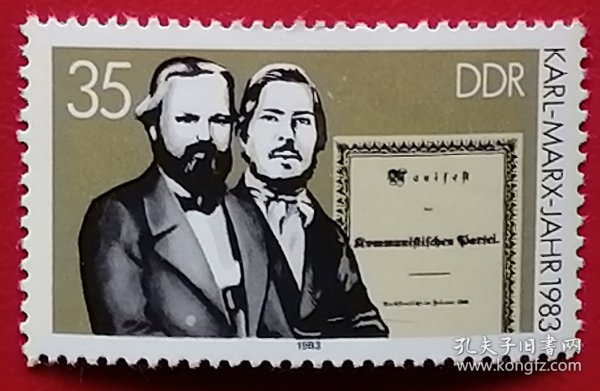 35
DDR
KARL-MARX-JAHR 1983
Manifest
der
Kommunistischen Partei.
1983
孔夫子旧书网
www.kongfz.com